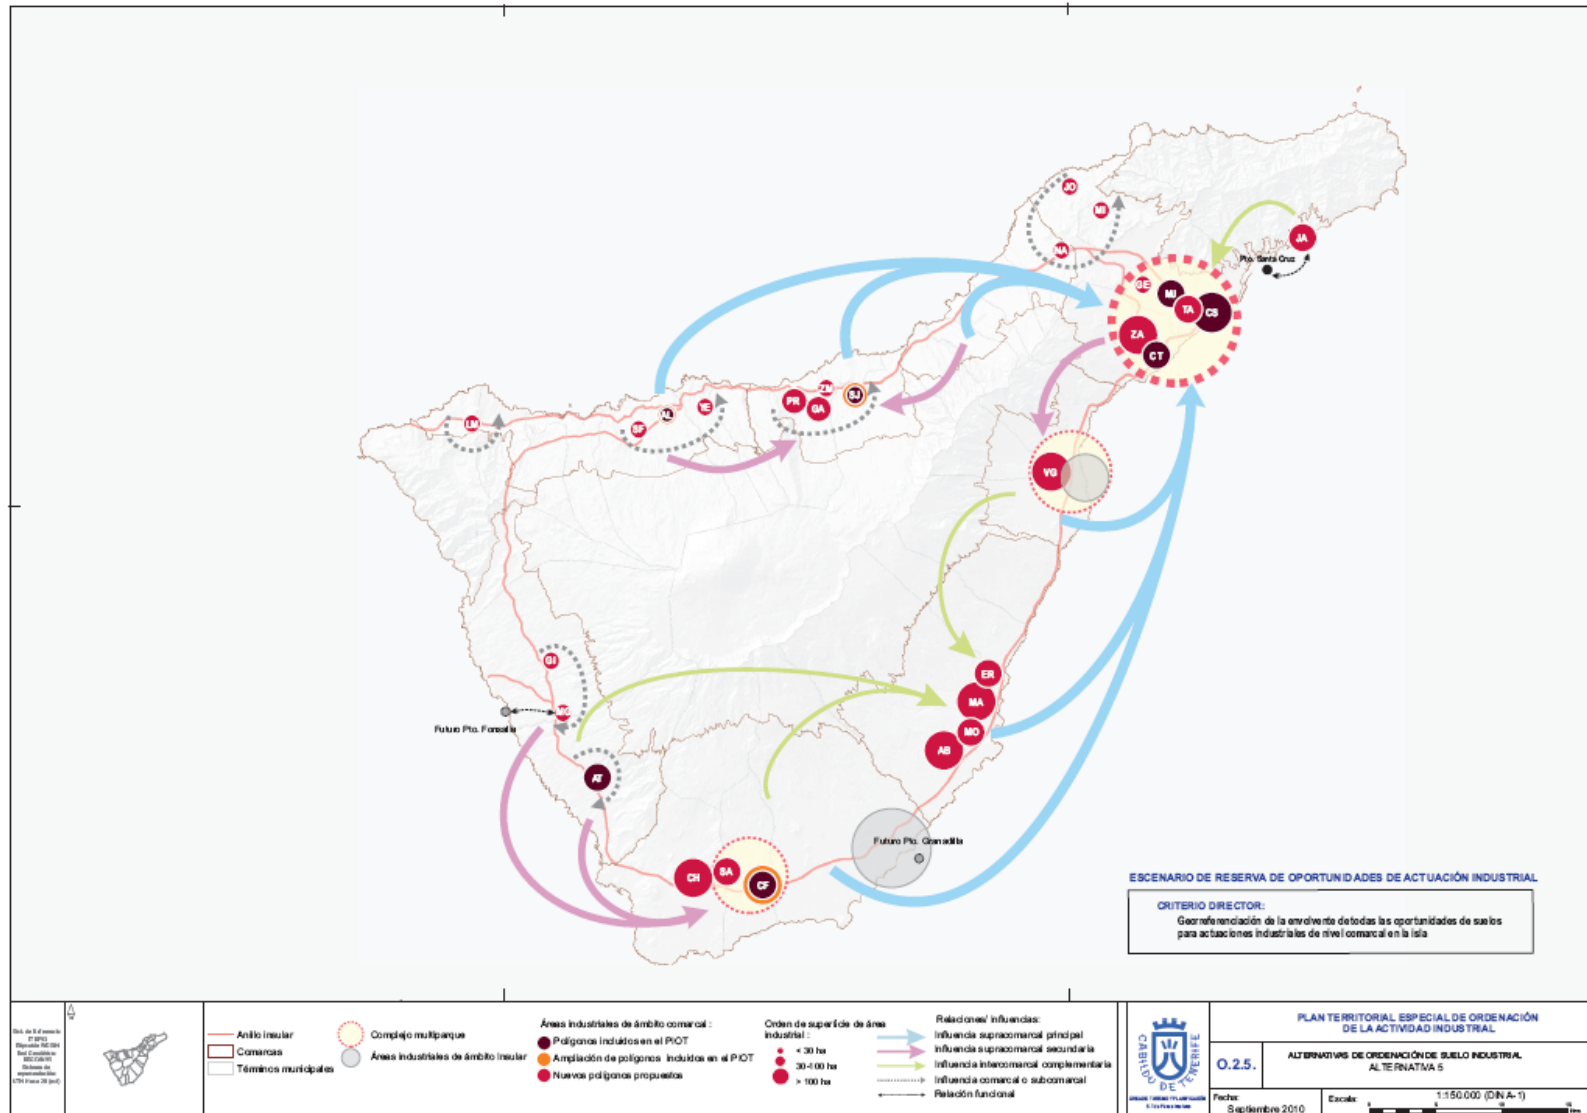 JO
MI
NA
JA
Pto. Santa Cruz
GE
MJ
TA
CS
ZA
CT
LM
SF
AL
TE
PR
GA
ZM
SJ
VG
GI
Futuro Pto. Fonsalía
AT
ER
MA
MO
AB
CH
SA
CF
Futuro Pto. Granadilla
ESCENARIO DE RESERVA DE OPORTUNIDADES DE ACTUACIÓN INDUSTRIAL
CRITERIO DIRECTOR:
Georreferenciación de la envolvente de todas las oportunidades de suelos
para actuaciones industriales de nivel comarcal en la isla
Anillo insular
Comarcas
Términos municipales
Complejo multiparque
Áreas industriales de ámbito insular
Áreas industriales de ámbito comarcal :
Polígonos incluidos en el PIOT
Ampliación de polígonos incluidos en el PIOT
Nuevos polígonos propuestos
Orden de superficie de área
industrial :
< 30 ha
30-100 ha
> 100 ha
Relaciones/ Influencias:
Influencia supracomarcal principal
Influencia supracomarcal secundaria
Influencia intercomarcal complementaria
Influencia comarcal o subcomarcal
Relación funcional
CABILDO DE TENERIFE
PLAN TERRITORIAL ESPECIAL DE ORDENACIÓN
DE LA ACTIVIDAD INDUSTRIAL
O.2.5.
ALTERNATIVAS DE ORDENACIÓN DE SUELO INDUSTRIAL
ALTERNATIVA 5
Fecha:
Septiembre 2010
Escala:
1:150.000 (DIN A-1)